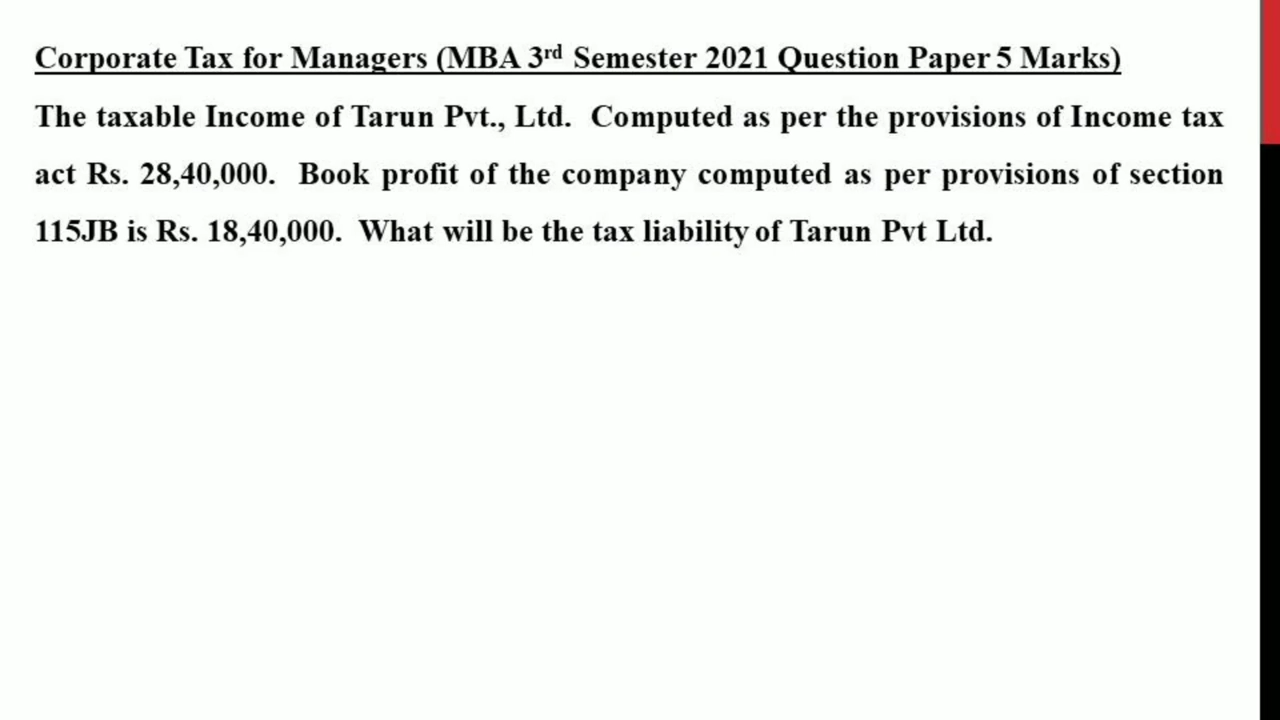 Corporate Tax for Managers (MBA 3rd Semester 2021 Question Paper 5 Marks)
The taxable Income of Tarun Pvt., Ltd. Computed as per the provisions of Income tax
act Rs. 28,40,000. Book profit of the company computed as per provisions of section
115JB is Rs. 18,40,000. What will be the tax liability of Tarun Pvt Ltd.